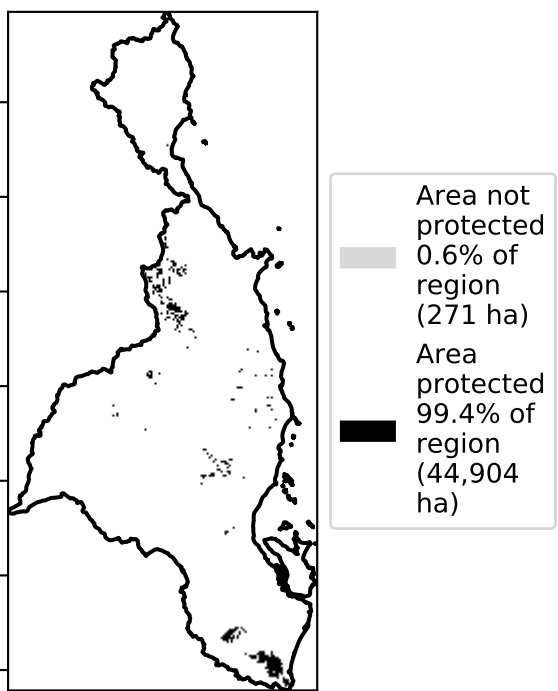 Area not
protected
0.6% of
region
(271 ha)
Area
protected
99.4% of
region
(44,904
ha)